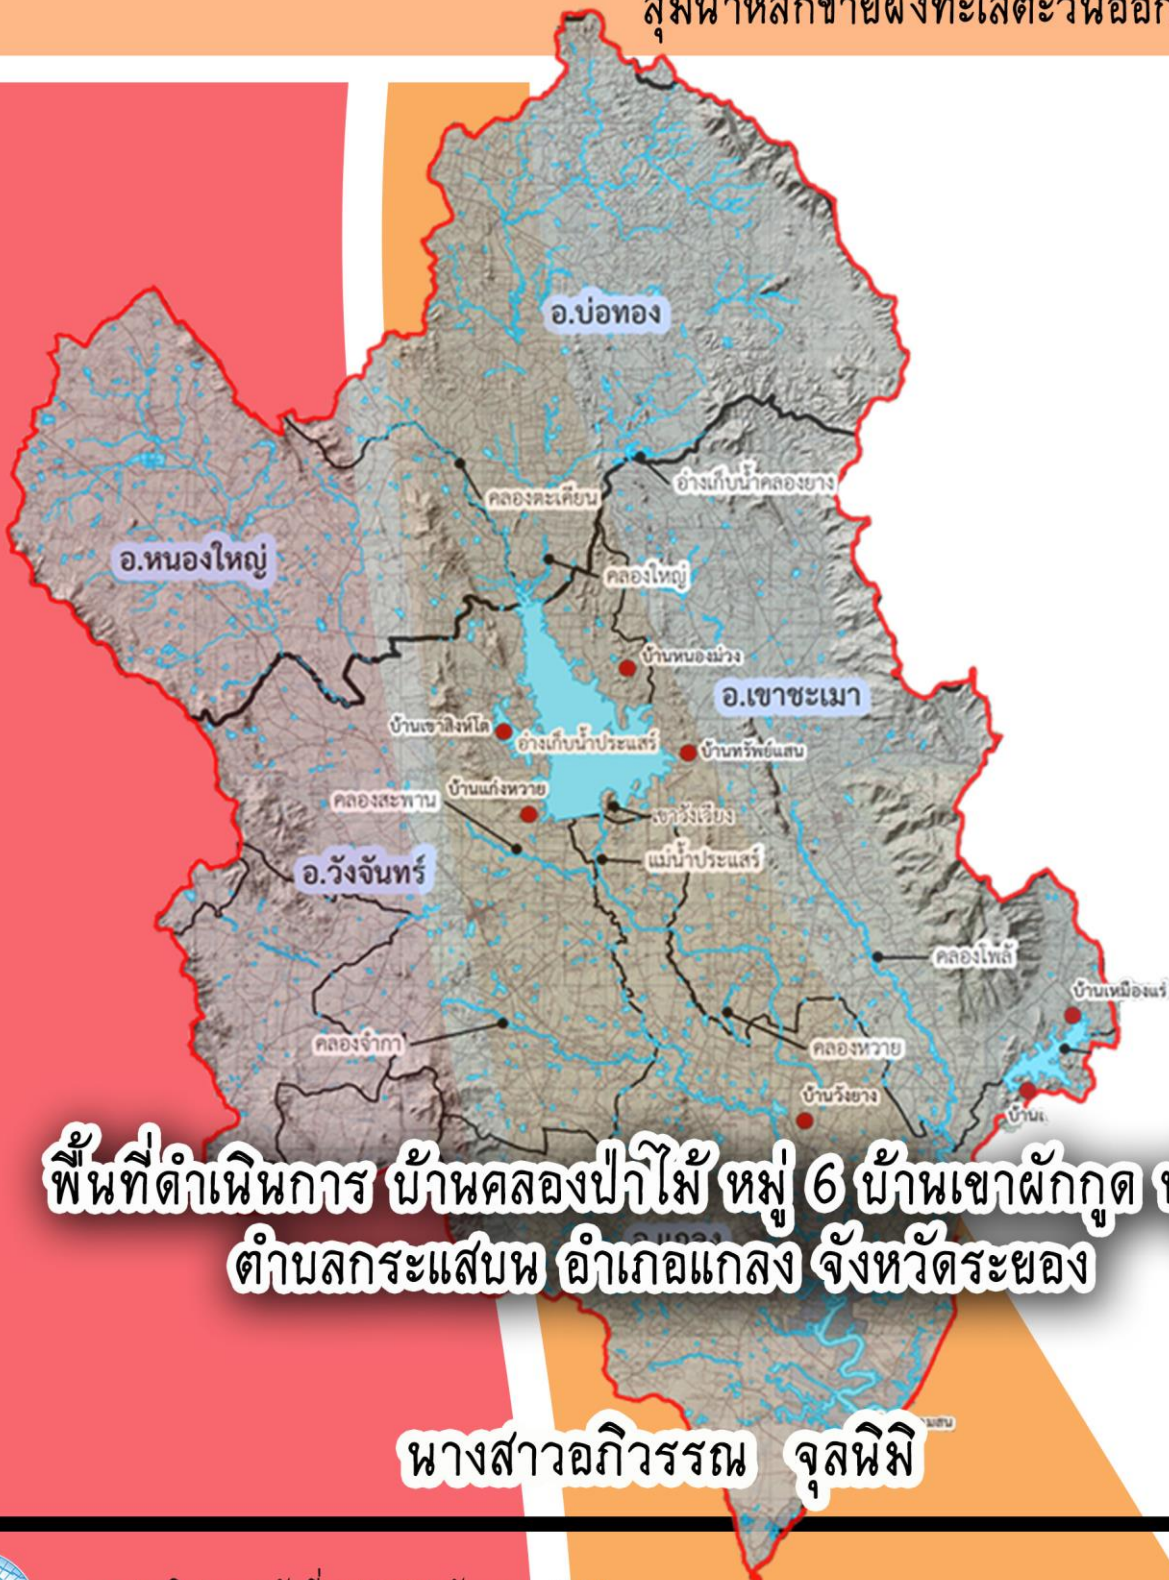 ลุ่มน้ำหลักชายฝั่งทะเลตะวันออก
อ.บ่อทอง
อ่างเก็บน้ำคลองยาง
คลองตะเคียน
อ.หนองใหญ่
คลองใหญ่
บ้านหนองม่วง
อ.เขาชะเมา
บ้านเขาสิงห์โต
อ่างเก็บน้ำประแสร์
บ้านทรัพย์แสน
บ้านแก่งหวาย
คลองสะพาน
เขาวังเจียง
แม่น้ำประแสร์
อ.วังจันทร์
คลองโพล้
บ้านเหมืองแร่
คลองจำกา
คลองหวาย
บ้านวังยาง
พื้นที่ดำเนินการ บ้านคลองป่าไม้ หมู่ 6 บ้านเขาผักกูด
ตำบลกระแสบน อำเภอแกลง จังหวัดระยอง
นางสาวอภิวรรณ จุลนิมิ